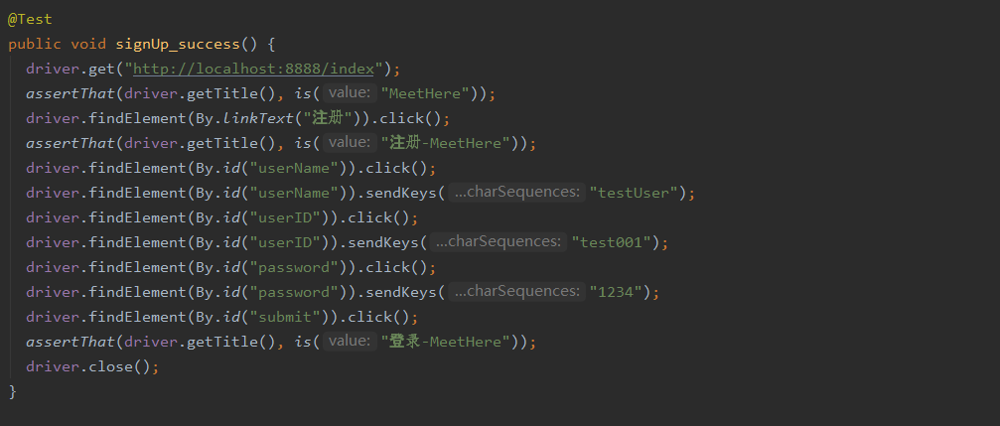 @Test
public void signUp_success() {
driver.get("http://localhost:8888/index");
assertThat(driver.getTitle(), is( value: "MeetHere"));
driver.findElement(By.linkText("注册")).click();
assertThat(driver.getTitle(), is( value: "注册-MeetHere"));
driver.findElement(By.id("userName")).click();
driver.findElement(By.id("userName")).sendKeys( ...charSequences: "testUser");
driver.findElement(By.id("userID")).click();
driver.findElement(By.id("userID")).sendKeys( ...charSequences: "test001");
driver.findElement(By.id("password")).click();
driver.findElement(By.id("password")).sendKeys( ...charSequences: "1234");
driver.findElement(By.id("submit")).click();
assertThat(driver.getTitle(), is( value: "登录-MeetHere"));
driver.close();
}